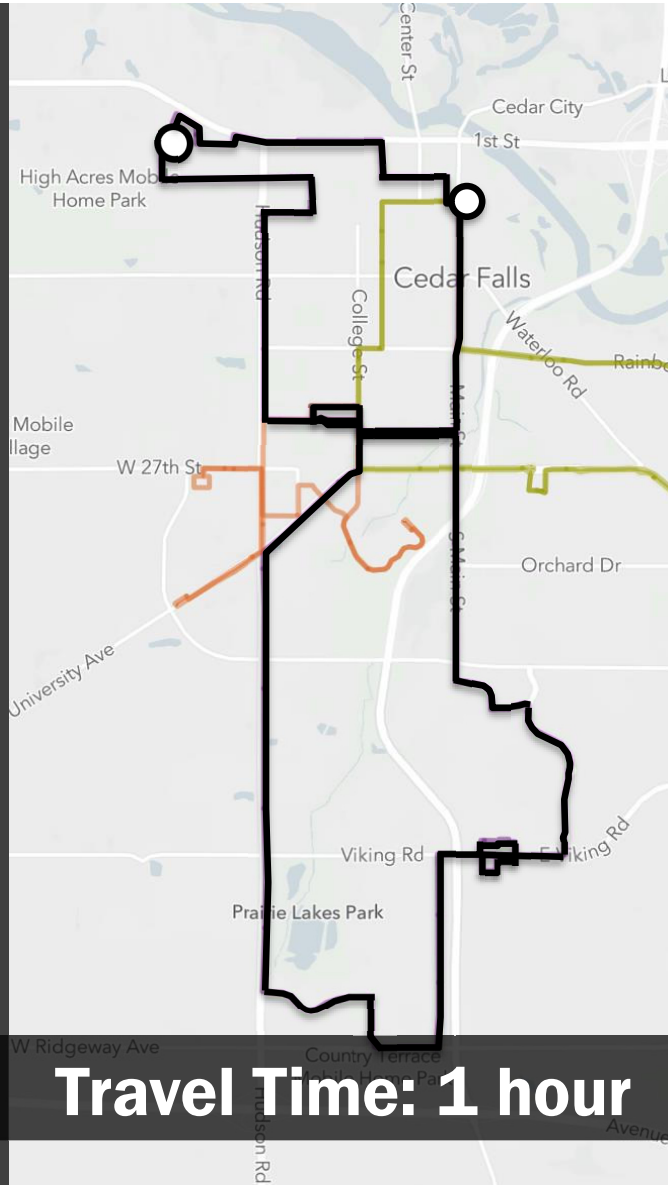 Center St
L
Cedar City
1st St
High Acres Mobile
Home Park
Hudson Rd
Cedar Falls
College St
Waterloo Rd
Rainbo
Main St
Mobile
llage
W 27th St
S Main St
Orchard Dr
University Ave
Viking Rd
E Viking Rd
Prairie Lakes Park
W Ridgeway Ave
Country Terrace
Mobile Home Park
Travel Time: 1 hour
Hudson Rd
Avenue